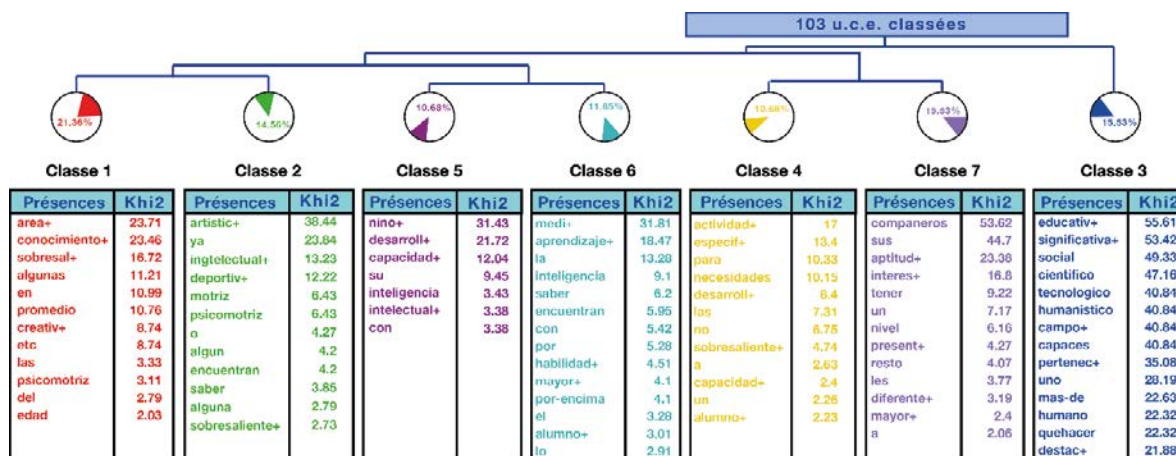 103 u.c.e. classées
21.36%
14.56%
10.68%
11.65%
10.68%
15.53%
15.53%
Classe 1
Classe 2
Classe 5
Classe 6
Classe 4
Classe 7
Classe 3
Présences Khi2
area+ 23.71
conocimiento+ 23.46
sobresal+ 16.72
algunas 11.21
en 10.99
promedio 10.76
creativ+ 8.74
etc 8.74
las 3.33
psicomotriz 3.11
del 2.79
edad 2.03
Présences Khi2
artistic+ 38.44
ya 23.84
ingtelectual+ 13.23
deportiv+ 12.22
motriz 6.43
psicomotriz 6.43
o 4.27
algun 4.2
encuentran 4.2
saber 3.85
alguna 2.79
sobresaliente+ 2.73
Présences Khi2
nino+ 31.43
desarroll+ 21.72
capacidad+ 12.04
su 9.45
inteligencia 3.43
intelectual+ 3.38
con 3.38
Présences Khi2
medi+ 31.81
aprendizaje+ 18.47
la 13.28
inteligencia 9.1
saber 6.2
encuentran 5.95
con 5.42
por 5.28
habilidad+ 4.51
mayor+ 4.1
por-encima 4.1
el 3.28
alumno+ 3.01
lo 2.91
Présences Khi2
actividad+ 17
especif+ 13.4
para 10.33
necesidades 10.15
desarroll+ 8.4
las 7.31
no 6.75
sobresaliente+ 4.74
a 2.63
capacidad+ 2.4
un 2.26
alumno+ 2.23
Présences Khi2
companeros 53.62
sus 44.7
aptitud+ 23.38
interes+ 16.8
tener 9.22
un 7.17
nivel 6.16
present+ 4.27
resto 4.07
les 3.77
diferente+ 3.19
mayor+ 2.4
a 2.06
Présences Khi2
educativ+ 55.61
significativa+ 53.42
social 49.33
cientifico 47.16
tecnologico 40.84
humanistico 40.84
campo+ 40.84
capaces 40.84
pertenec+ 35.08
uno 28.19
mas-de 22.63
humano 22.32
quehacer 22.32
destac+ 21.88